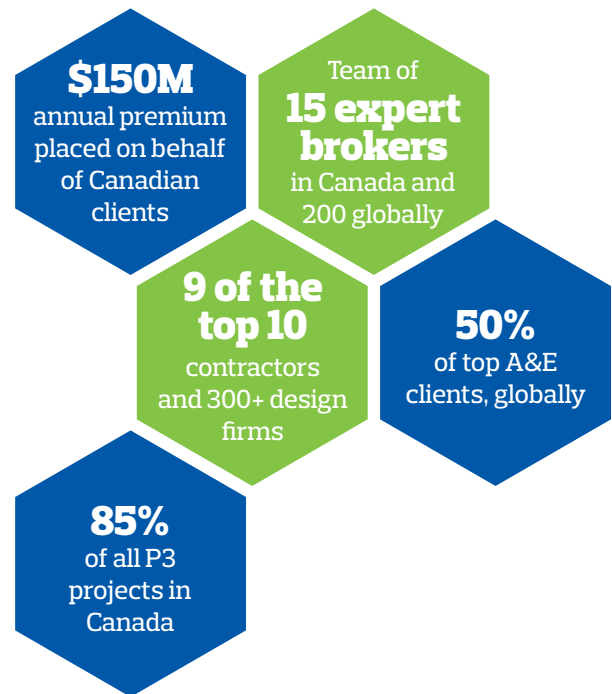 $150M
annual premium
placed on behalf
of Canadian
clients
Team of
15 expert
brokers
in Canada and
200 globally
9 of the
top 10
contractors
and 300+ design
firms
50%
of top A&E
clients, globally
85%
of all P3
projects in
Canada